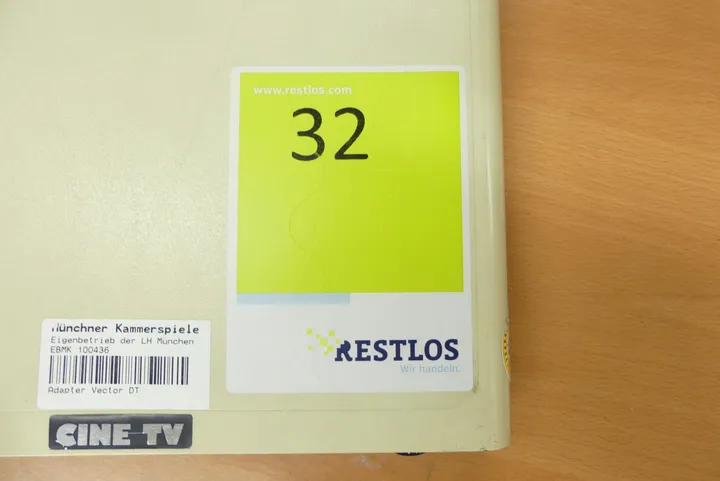 www.restlos.com
32
RESTLOS
Wir handeln.
Münchner Kammerspiele
Eigenbetrieb der LH München
EBMK 100436
Adapter Vector DT
CINE TV